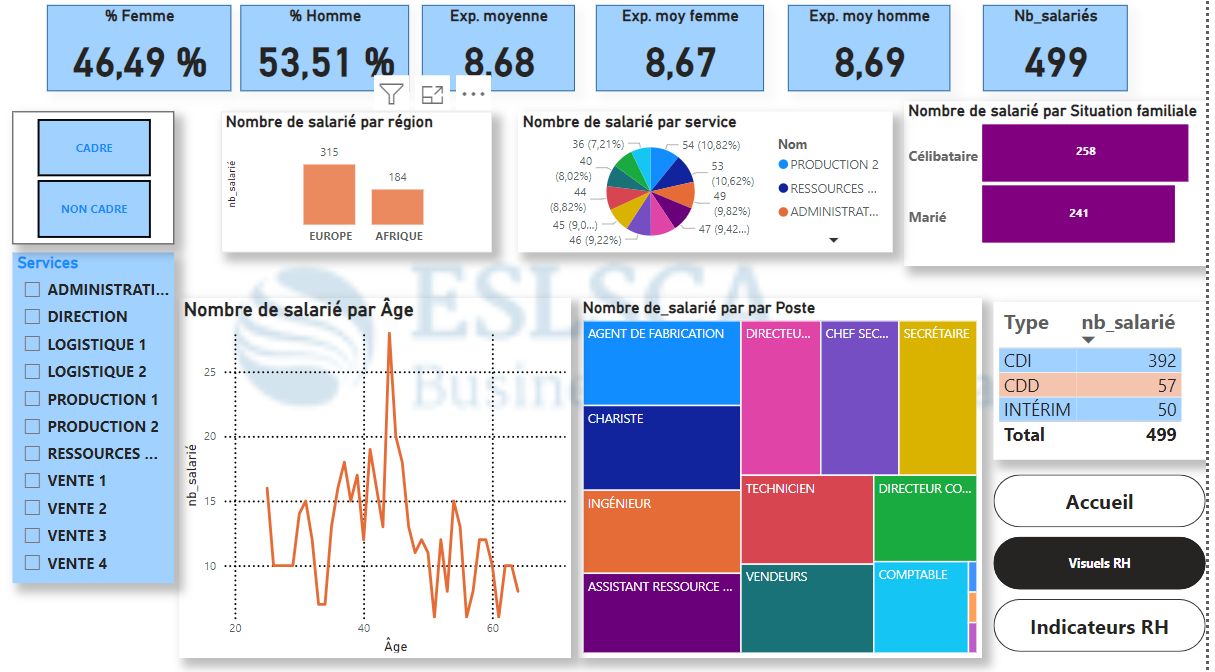 % Femme
46,49 %
% Homme
53,51 %
Exp. moyenne
8,68
Exp. moy femme
8,67
Exp. moy homme
8,69
Nb_salariés
499
CADRE
NON CADRE
Nombre de salarié par région
nb_salarié
315
184
EUROPE
AFRIQUE
Nombre de salarié par service
36 (7,21%)
40
(8,02%)
44
(8,82%)
45 (9,0...)
46 (9,22%)
54 (10,82%)
53
(10,62%)
49
(9,82%)
47 (9,42...)
Nom
PRODUCTION 2
RESSOURCES ...
ADMINISTRAT...
Nombre de salarié par Situation familiale
Célibataire
258
Marié
241
Services
ADMINISTRATI...
DIRECTION
LOGISTIQUE 1
LOGISTIQUE 2
PRODUCTION 1
PRODUCTION 2
RESSOURCES ...
VENTE 1
VENTE 2
VENTE 3
VENTE 4
ESLSCA
Busine
Nombre de salarié par Âge
nb_salarié
25
20
15
10
20
40
60
Âge
Nombre de_salarié par par Poste
AGENT DE FABRICATION
CHARISTE
INGÉNIEUR
ASSISTANT RESSOURCE ...
DIRECTEU...
CHEF SEC...
SECRÉTAIRE
TECHNICIEN
DIRECTEUR CO...
VENDEURS
COMPTABLE
Type nb_salarié
CDI 392
CDD 57
INTÉRIM 50
Total 499
Accueil
Visuels RH
Indicateurs RH